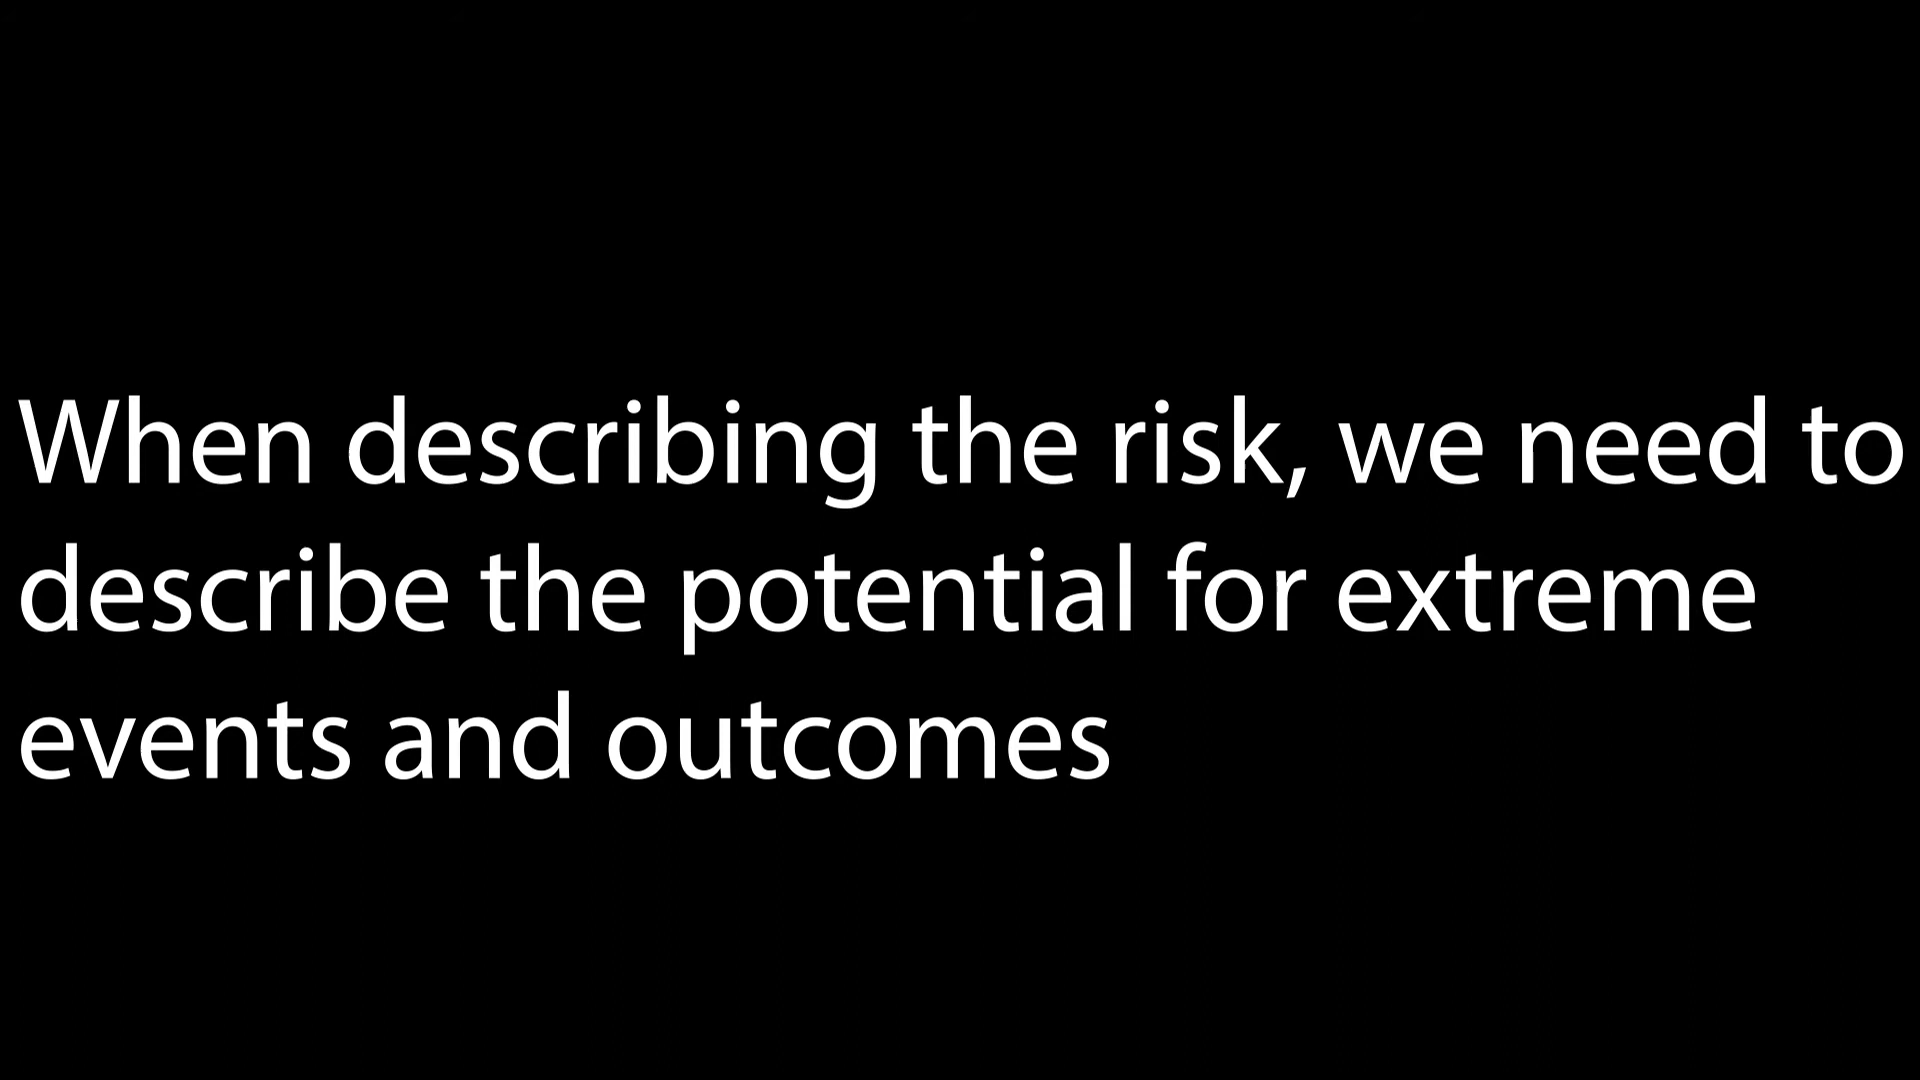 When describing the risk, we need to
describe the potential for extreme
events and outcomes